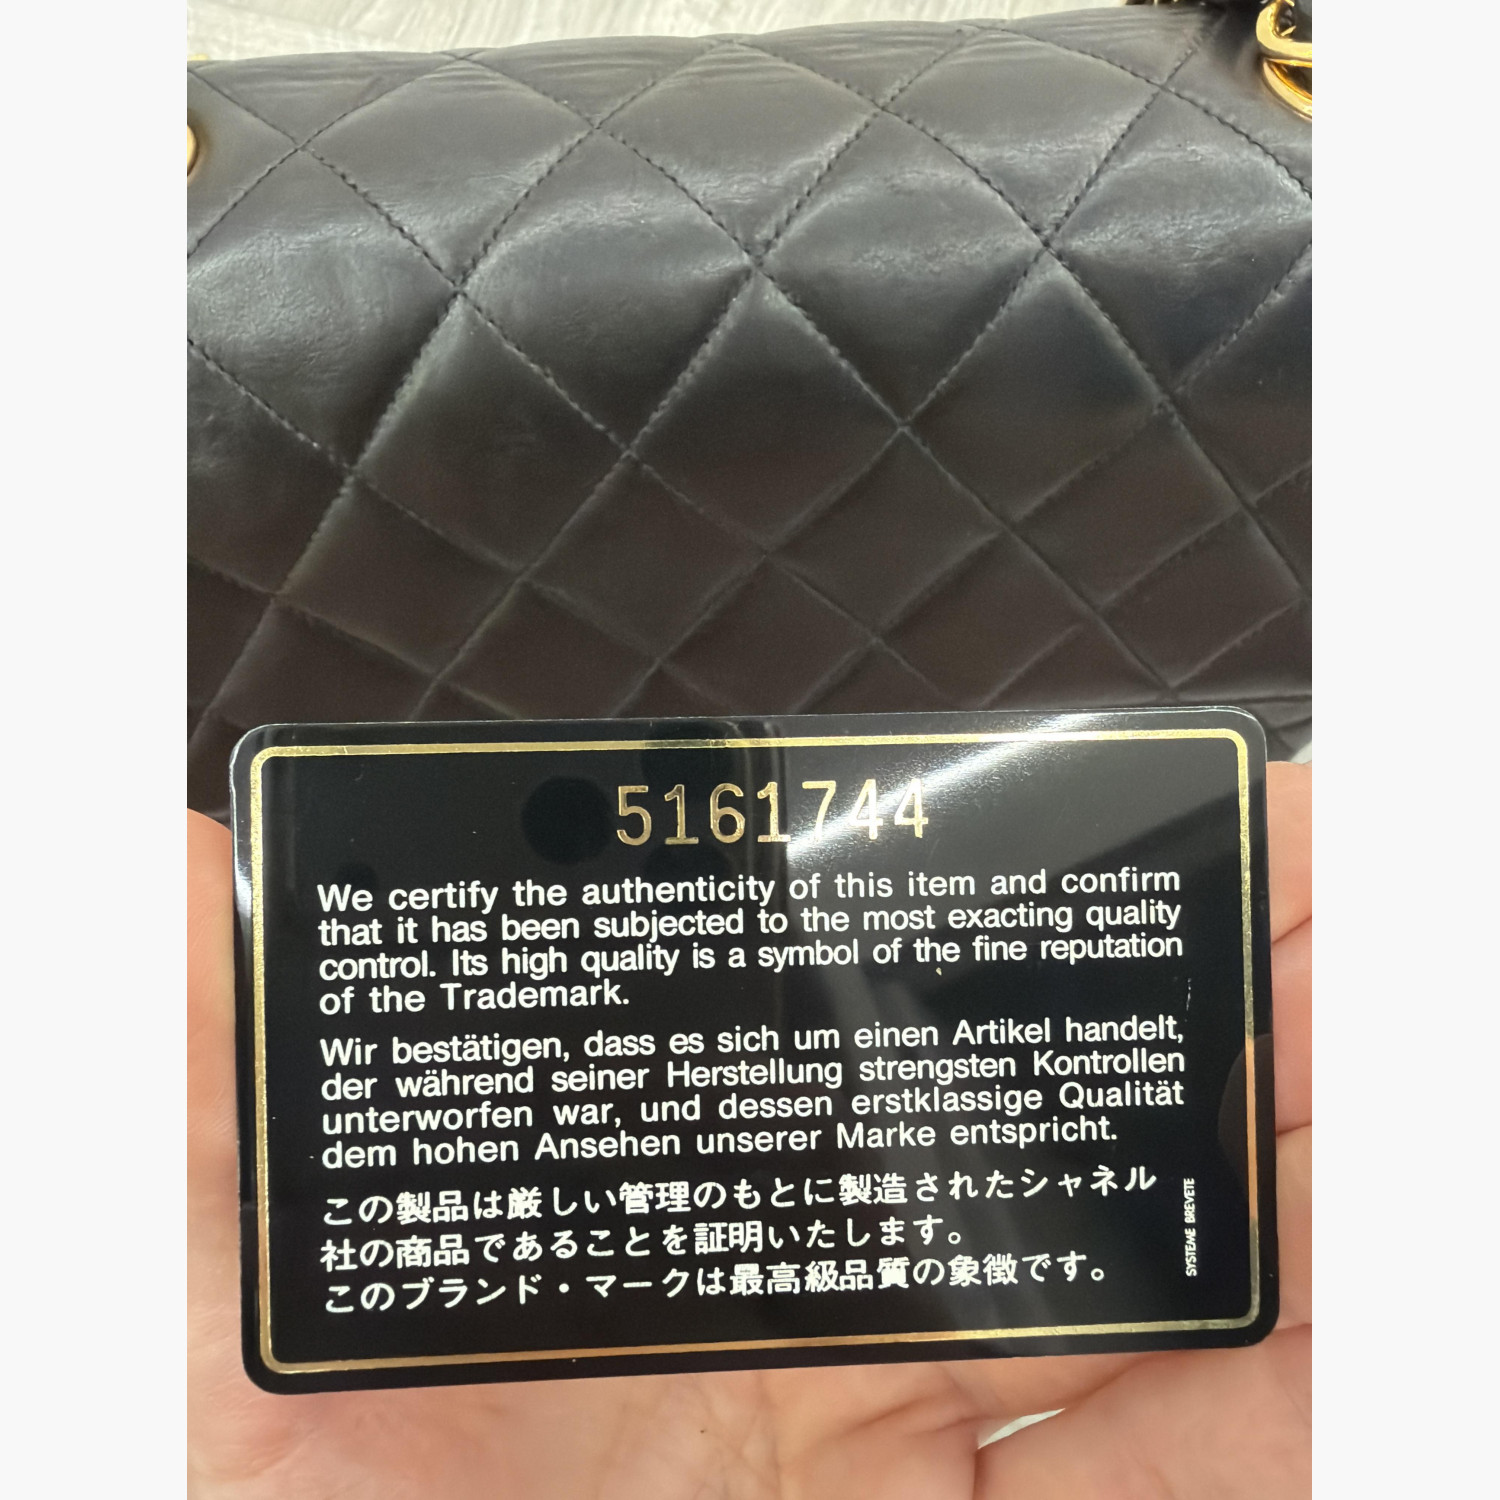 5161744
We certify the authenticity of this item and confirm
that it has been subjected to the most exacting quality
control. Its high quality is a symbol of the fine reputation
of the Trademark.
Wir bestätigen, dass es sich um einen Artikel handelt,
der während seiner Herstellung strengsten Kontrollen
unterworfen war, und dessen erstklassige Qualität
dem hohen Ansehen unserer Marke entspricht.
この製品は厳しい管理のもとに製造されたシャネル
社の商品であることを証明いたします。
このブランド・マークは最高級品質の象徴です。
SYSTEME BREVETE